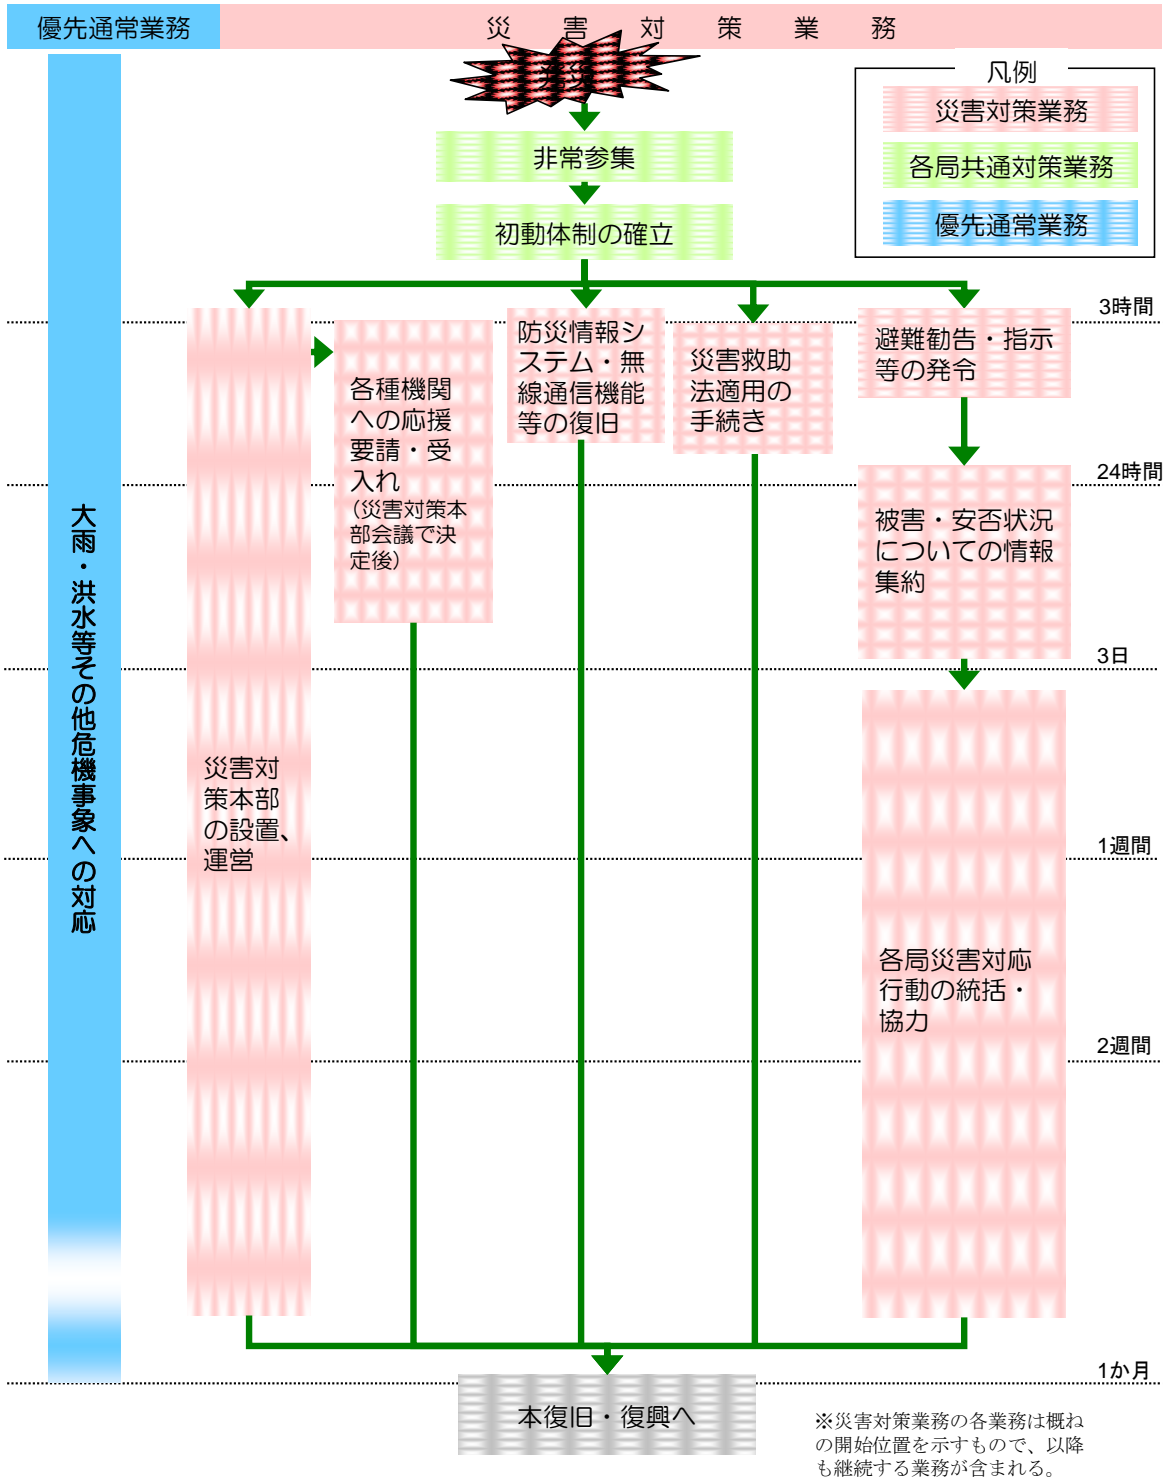 優先通常業務
災害対策業務
発災
凡例
災害対策業務
各局共通対策業務
優先通常業務
非常参集
初動体制の確立
3時間
防災情報シ
ステム・無
線通信機能
等の復旧
災害救助
法適用の
手続き
避難勧告・指示
等の発令
各種機関
への応援
要請・受
入れ
(災害対策本
部会議で決
定後)
24時間
被害・安否状況
についての情報
集約
大雨・洪水等その他危機事象への対応
3日
災害対
策本部
の設置、
運営
1週間
各局災害対応
行動の統括・
協力
2週間
1か月
本復旧・復興へ
※災害対策業務の各業務は概ね
の開始位置を示すもので、以降
も継続する業務が含まれる。